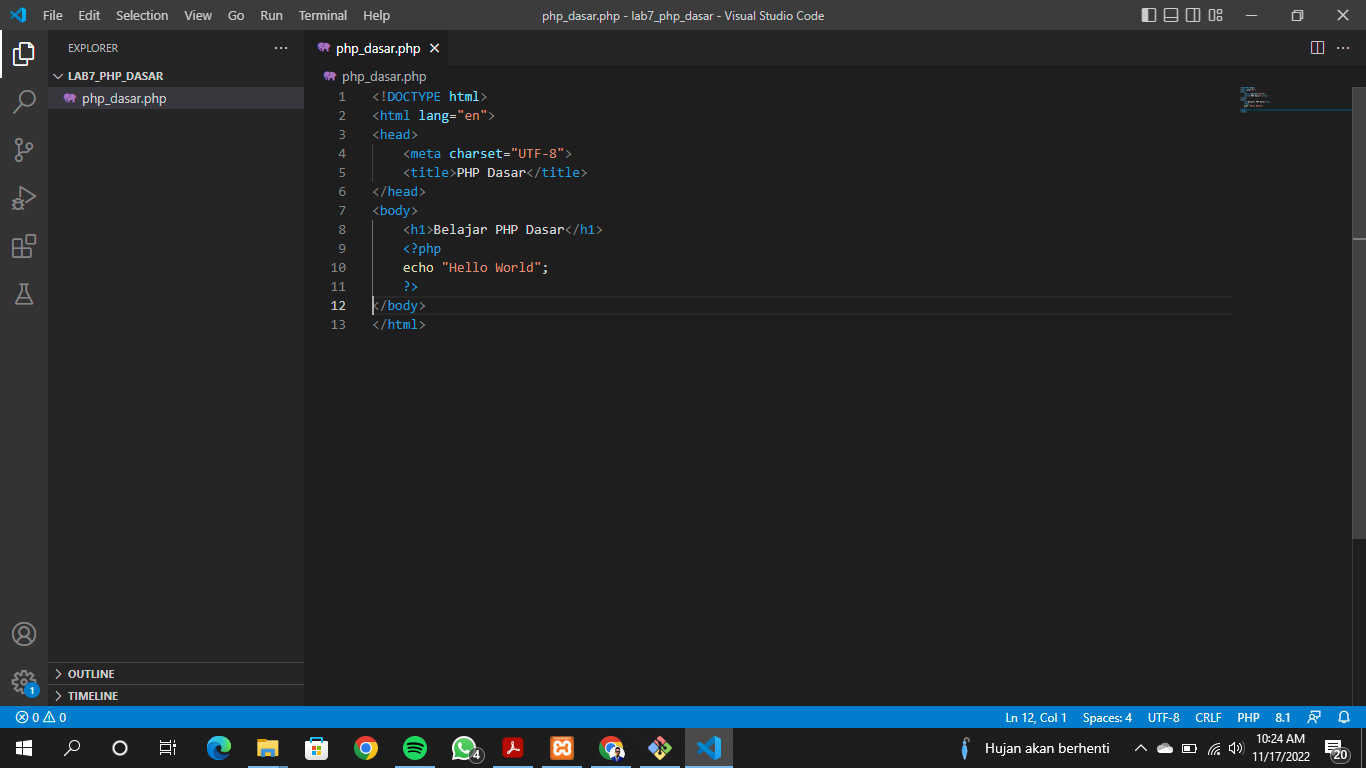 File Edit Selection View Go Run Terminal Help
php_dasar.php - lab7_php_dasar - Visual Studio Code
EXPLORER
LAB7_PHP_DASAR
php_dasar.php
OUTLINE
TIMELINE
php_dasar.php
php_dasar.php
1 <!DOCTYPE html>
2 <html lang="en">
3 <head>
4 <meta charset="UTF-8">
5 <title>PHP Dasar</title>
6 </head>
7 <body>
8 <h1>Belajar PHP Dasar</h1>
9 <?php
10 echo "Hello World";
11 ?>
12 </body>
13 </html>
1
0 0
Ln 12, Col 1 Spaces: 4 UTF-8 CRLF PHP 8.1
4
Hujan akan berhenti
10:24 AM
11/17/2022
20